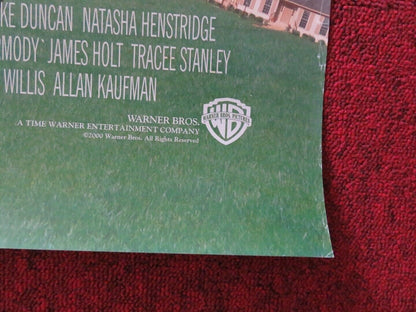 KE DUNCAN NATASHA HENSTRIDGE
RMODY JAMES HOLT TRACEE STANLEY
WILLIS ALLAN KAUFMAN
WARNER BROS.
A TIME WARNER ENTERTAINMENT COMPANY
©2000 Warner Bros. All Rights Reserved
WARNER BROS. PICTURES
WB